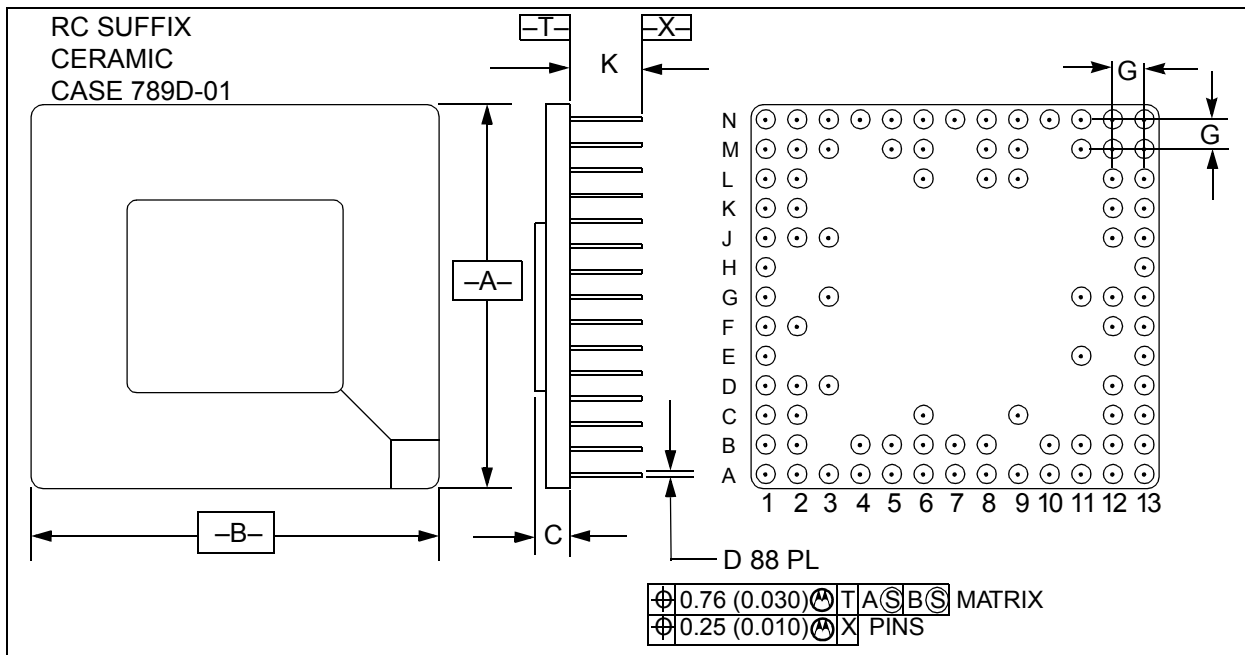 RC SUFFIX
CERAMIC
CASE 789D-01
–T–
–X–
K
G
G
–A–
–B–
C
N
M
L
K
J
H
G
F
E
D
C
B
A
1 2 3 4 5 6 7 8 9 10 11 12 13
D 88 PL
⌖ 0.76 (0.030) Ⓜ T A Ⓢ B Ⓢ MATRIX
⌖ 0.25 (0.010) Ⓜ X PINS